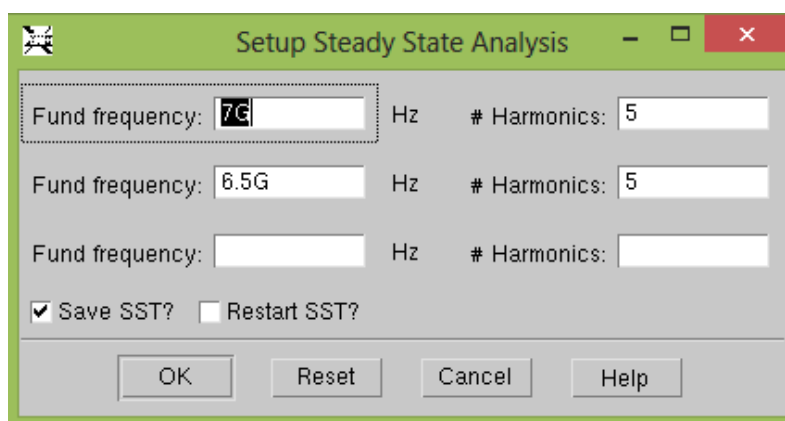 Setup Steady State Analysis
Fund frequency: 7G Hz # Harmonics: 5
Fund frequency: 6.5G Hz # Harmonics: 5
Fund frequency: Hz # Harmonics:
Save SST? Restart SST?
OK Reset Cancel Help